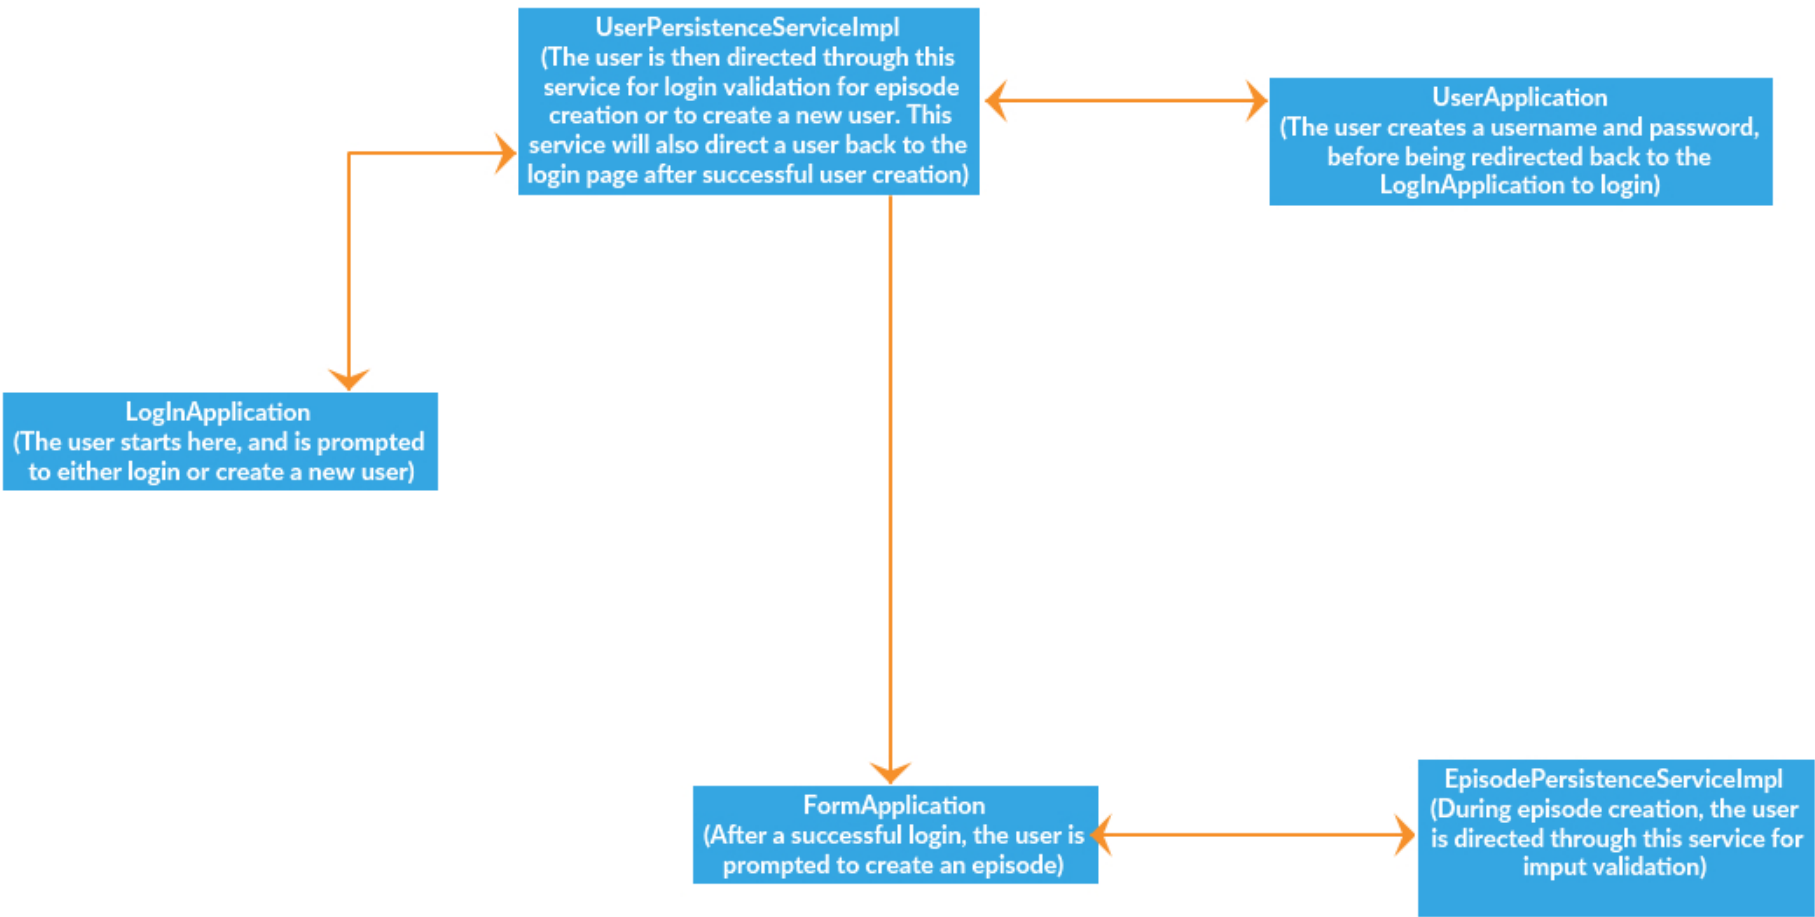 UserPersistenceServiceImpl
(The user is then directed through this
service for login validation for episode
creation or to create a new user. This
service will also direct a user back to the
login page after successful user creation)
UserApplication
(The user creates a username and password,
before being redirected back to the
LogInApplication to login)
LogInApplication
(The user starts here, and is prompted
to either login or create a new user)
FormApplication
(After a successful login, the user is
prompted to create an episode)
EpisodePersistenceServiceImpl
(During episode creation, the user
is directed through this service for
imput validation)